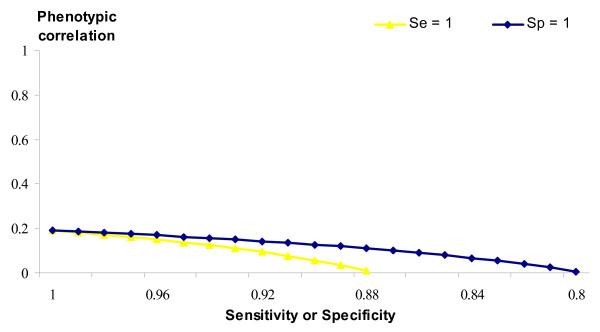 Phenotypic
correlation
Se = 1
Sp = 1
1
0.8
0.6
0.4
0.2
0
1
0.96
0.92
0.88
0.84
0.8
Sensitivity or Specificity